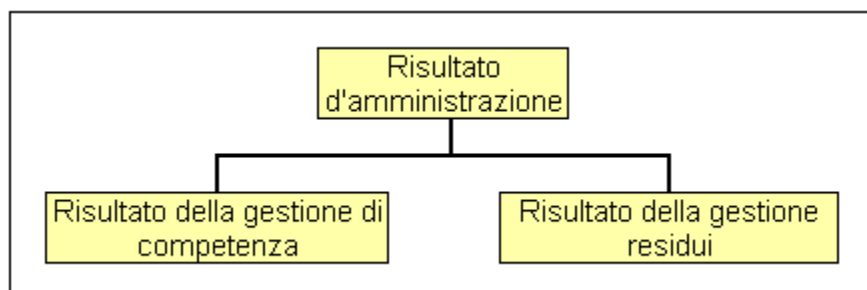 Risultato
d'amministrazione
Risultato della gestione di
competenza
Risultato della gestione
residui